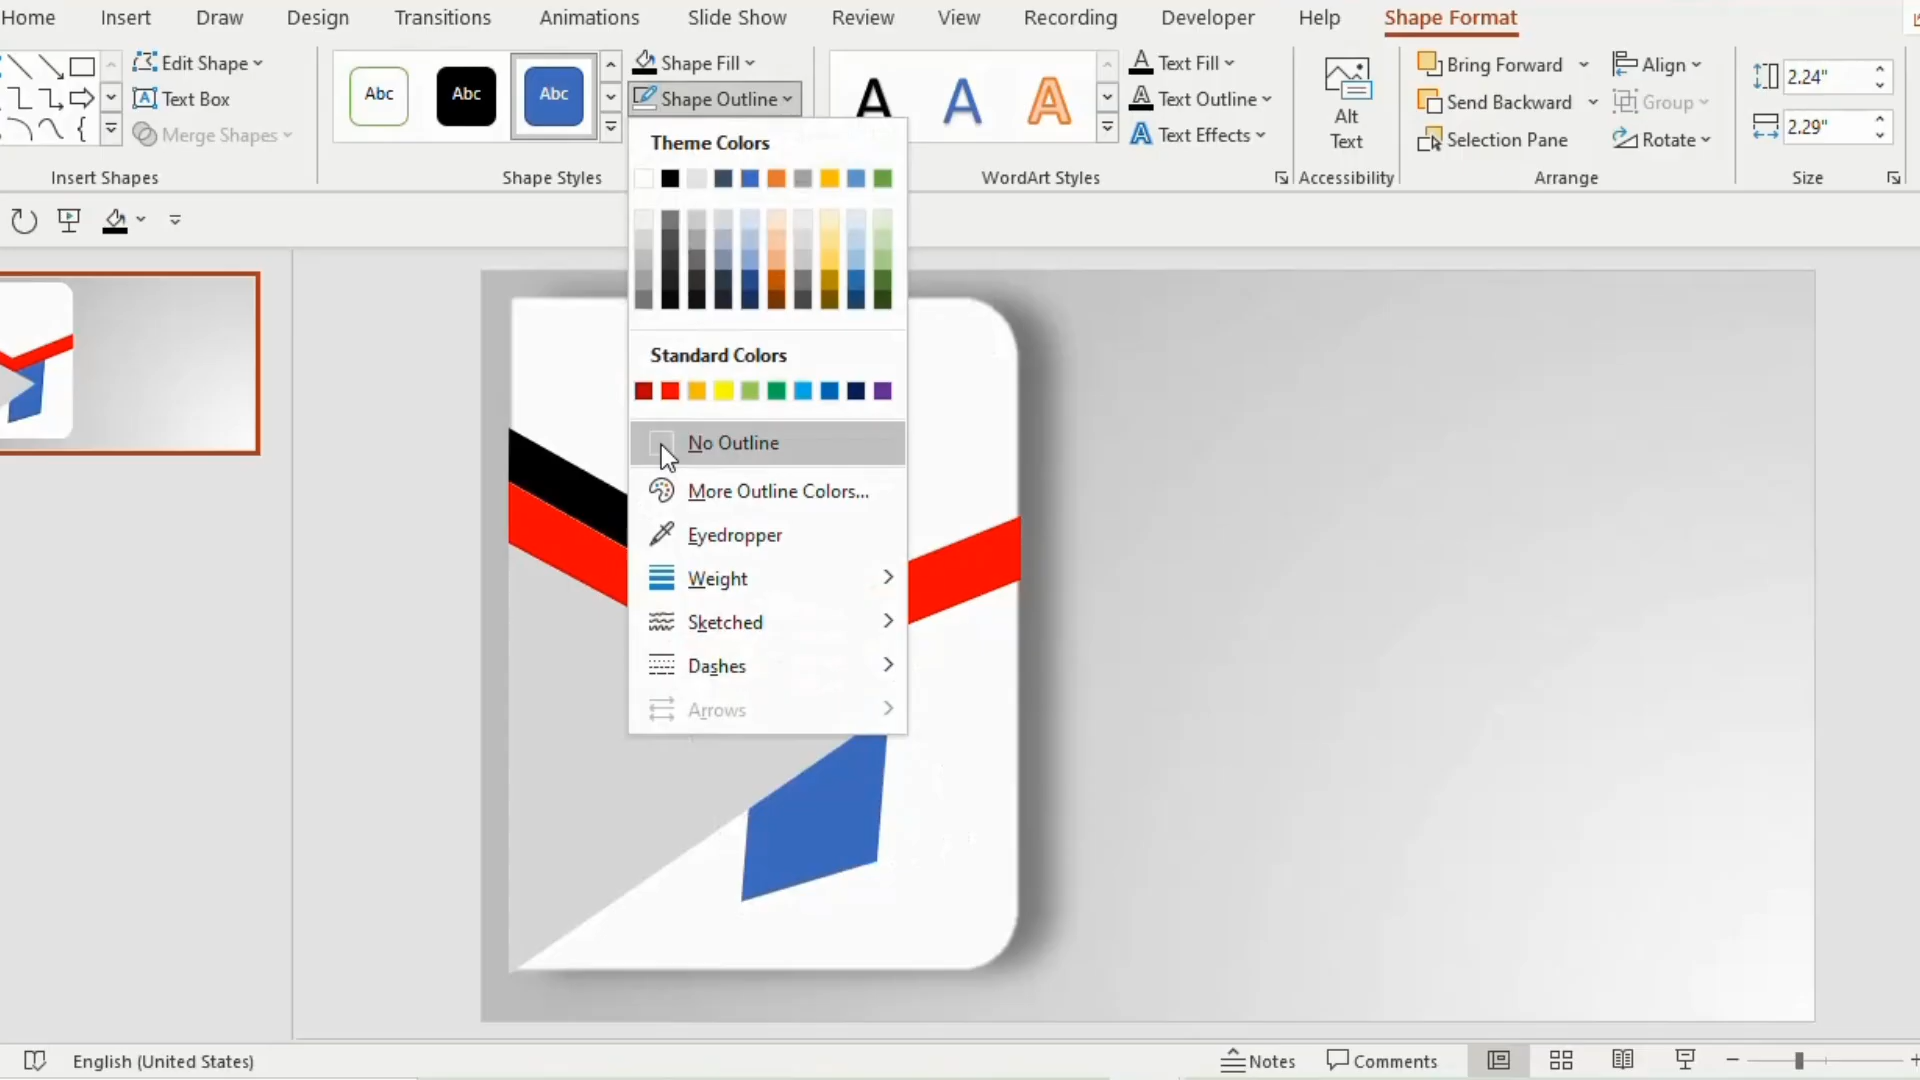 Home Insert Draw Design Transitions Animations Slide Show Review View Recording Developer Help Shape Format
Edit Shape
Text Box
Merge Shapes
Insert Shapes
Abc Abc Abc
Shape Styles
Shape Fill
Shape Outline
A A A
WordArt Styles
Text Fill
Text Outline
Text Effects
Alt
Text
Accessibility
Bring Forward
Send Backward
Selection Pane
Align
Group
Rotate
Arrange
2.24"
2.29"
Size
Theme Colors
Standard Colors
No Outline
More Outline Colors...
Eyedropper
Weight
Sketched
Dashes
Arrows
English (United States)
Notes
Comments